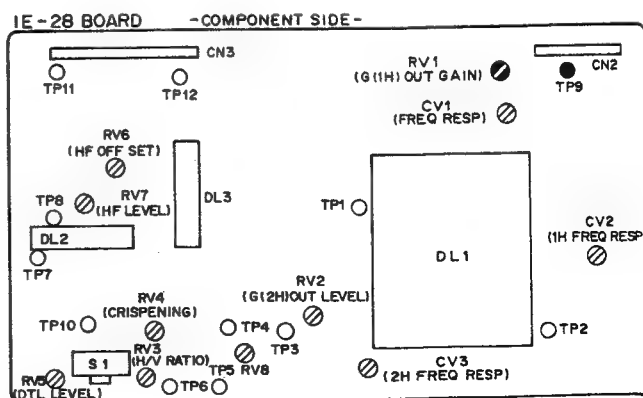 IE-28 BOARD -COMPONENT SIDE-
CN3
TP11
TP12
RV1
(G(1H) OUT GAIN)
CN2
TP9
CV1
(FREQ RESP)
RV6
(HF OFF SET)
RV7
(HF LEVEL)
TP8
DL3
DL2
TP7
TP1
DL1
CV2
(1H FREQ RESP)
RV2
(G(2H)OUT LEVEL)
RV4
(CRISPENING)
TP10
TP4
TP3
TP2
S1
RV3
(H/V RATIO)
RV8
RV5
(DTL LEVEL)
TP6
TP5
CV3
(2H FREQ RESP)